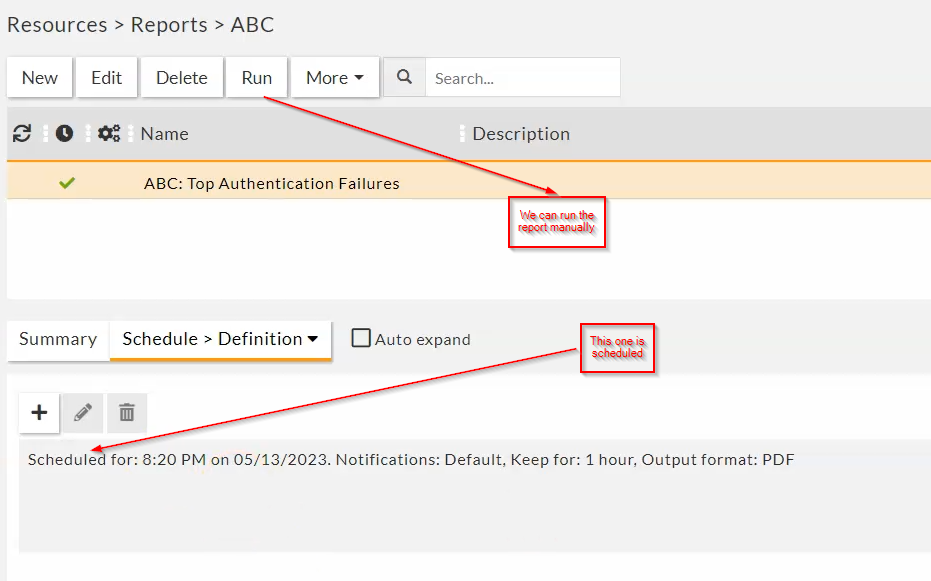 Resources > Reports > ABC
New Edit Delete Run More Search...
Name Description
ABC: Top Authentication Failures
We can run the
report manually
Summary Schedule > Definition Auto expand
This one is
scheduled
Scheduled for: 8:20 PM on 05/13/2023. Notifications: Default, Keep for: 1 hour, Output format: PDF